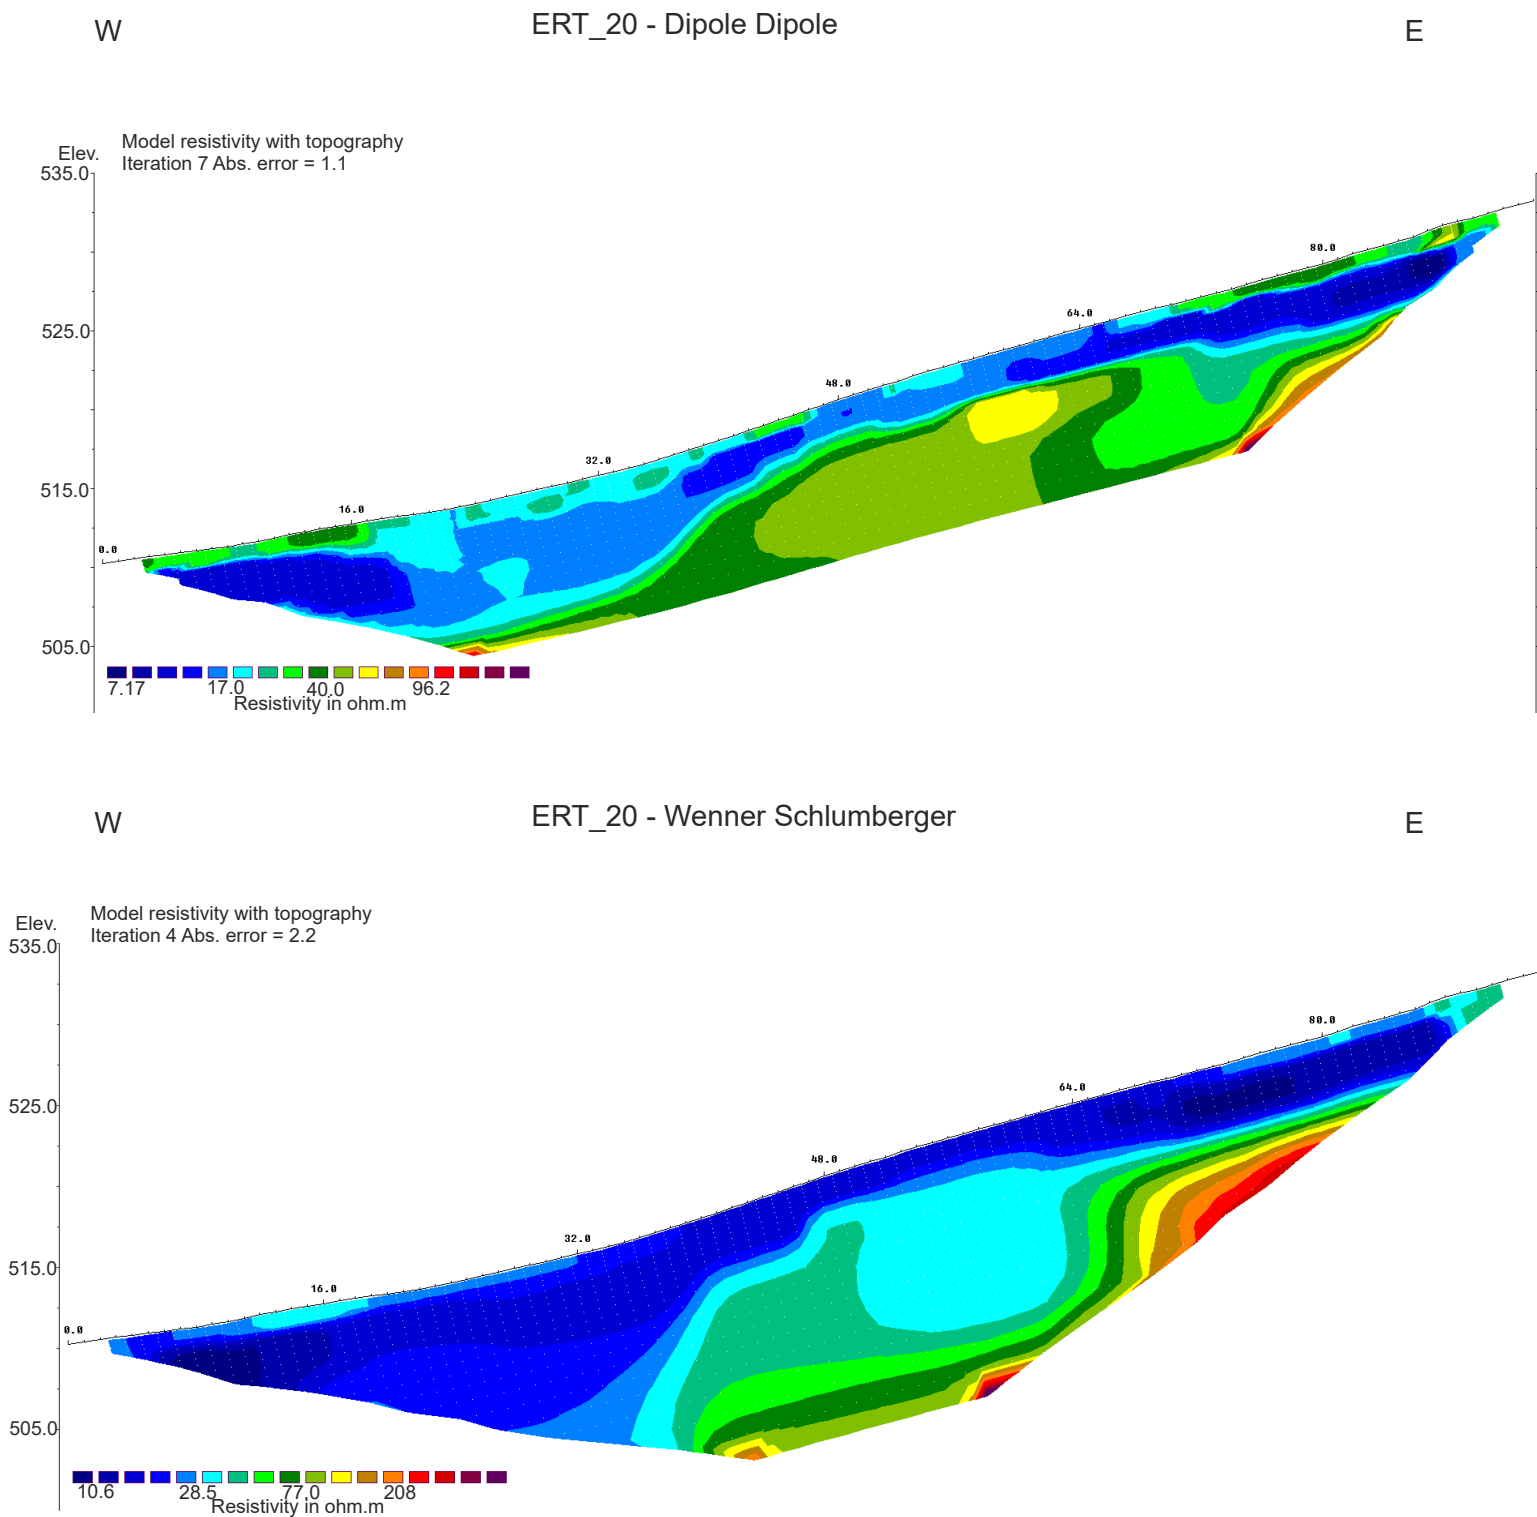 ERT_20 - Dipole Dipole
W
E
Model resistivity with topography
Elev.
Iteration 7 Abs. error = 1.1
535.0
80.0
525.0
64.0
48.0
515.0
32.0
16.0
0.0
505.0
7.17
17.0
40.0
96.2
Resistivity in ohm.m
ERT_20 - Wenner Schlumberger
W
E
Model resistivity with topography
Elev.
Iteration 4 Abs. error = 2.2
535.0
80.0
525.0
64.0
48.0
515.0
32.0
16.0
0.0
505.0
10.6
28.5
77.0
208
Resistivity in ohm.m